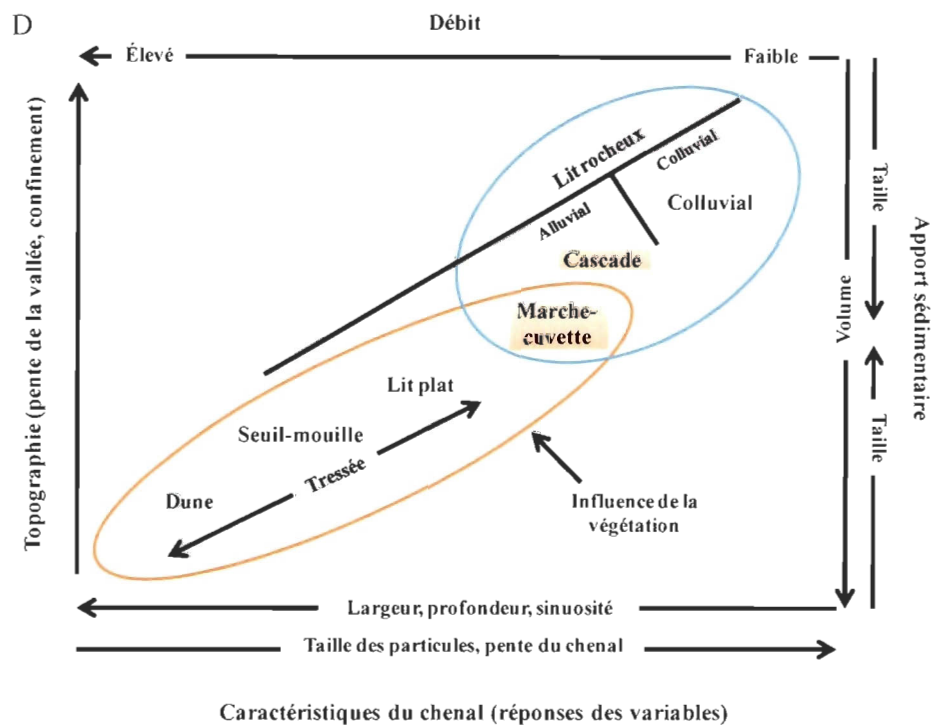 D
Débit
Élevé
Faible
Topographie (pente de la vallée, confinement)
Lit rocheux
Colluvial
Alluvial
Colluvial
Cascade
Marche-
cuvette
Lit plat
Seuil-mouille
Tressée
Dune
Influence de la
végétation
Taille
Volume
Taille
Apport sédimentaire
Largeur, profondeur, sinuosité
Taille des particules, pente du chenal
Caractéristiques du chenal (réponses des variables)